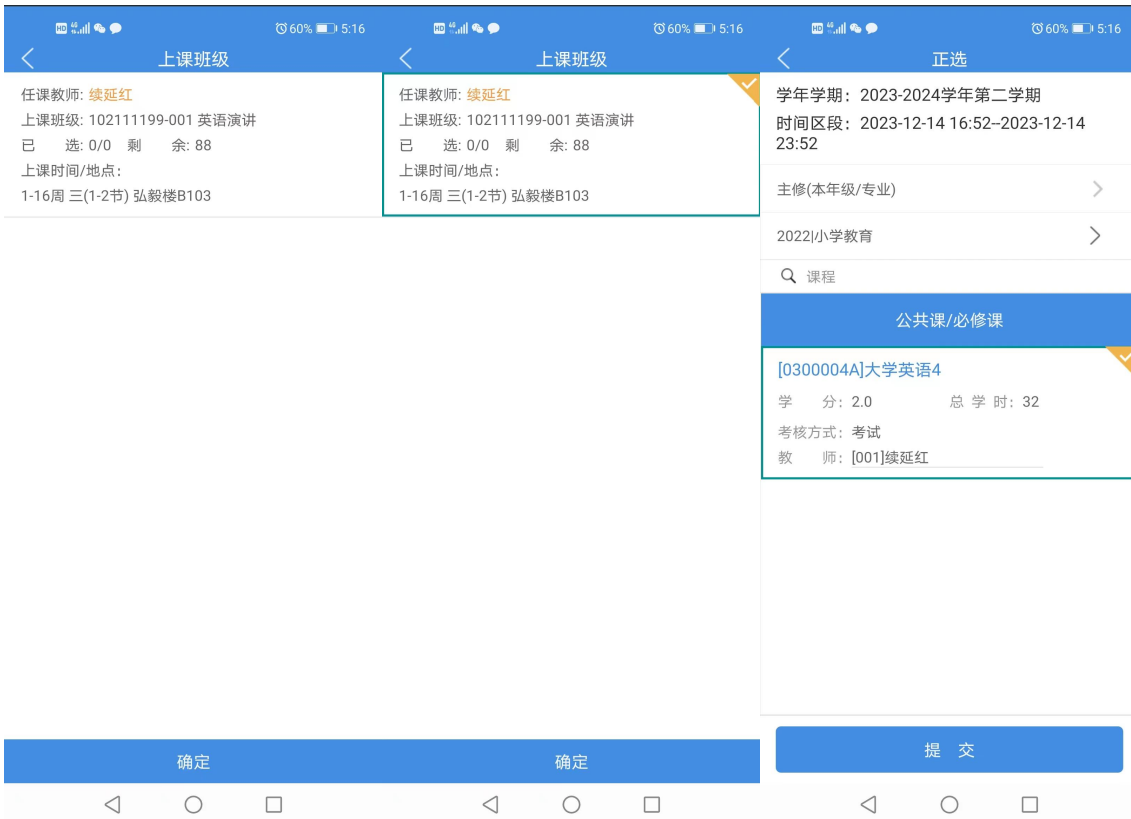 HD 4G 60% 5:16
上课班级
任课教师: 续延红
上课班级: 102111199-001 英语演讲
已 选: 0/0 剩 余: 88
上课时间/地点:
1-16周 三(1-2节) 弘毅楼B103
确定
HD 4G 60% 5:16
上课班级
任课教师: 续延红
上课班级: 102111199-001 英语演讲
已 选: 0/0 剩 余: 88
上课时间/地点:
1-16周 三(1-2节) 弘毅楼B103
确定
HD 4G 60% 5:16
正选
学年学期：2023-2024学年第二学期
时间区段：2023-12-14 16:52--2023-12-14
23:52
主修(本年级/专业)
2022|小学教育
课程
公共课/必修课
[0300004A]大学英语4
学 分：2.0 总 学 时：32
考核方式：考试
教 师：[001]续延红
提 交